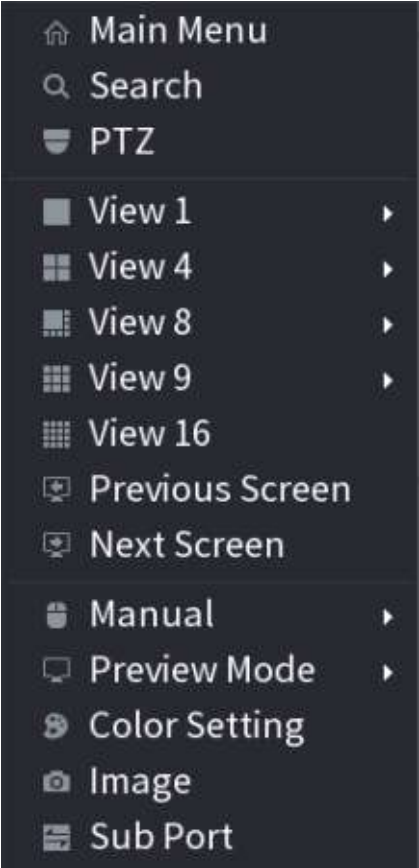 Main Menu
Search
PTZ
View 1
View 4
View 8
View 9
View 16
Previous Screen
Next Screen
Manual
Preview Mode
Color Setting
Image
Sub Port